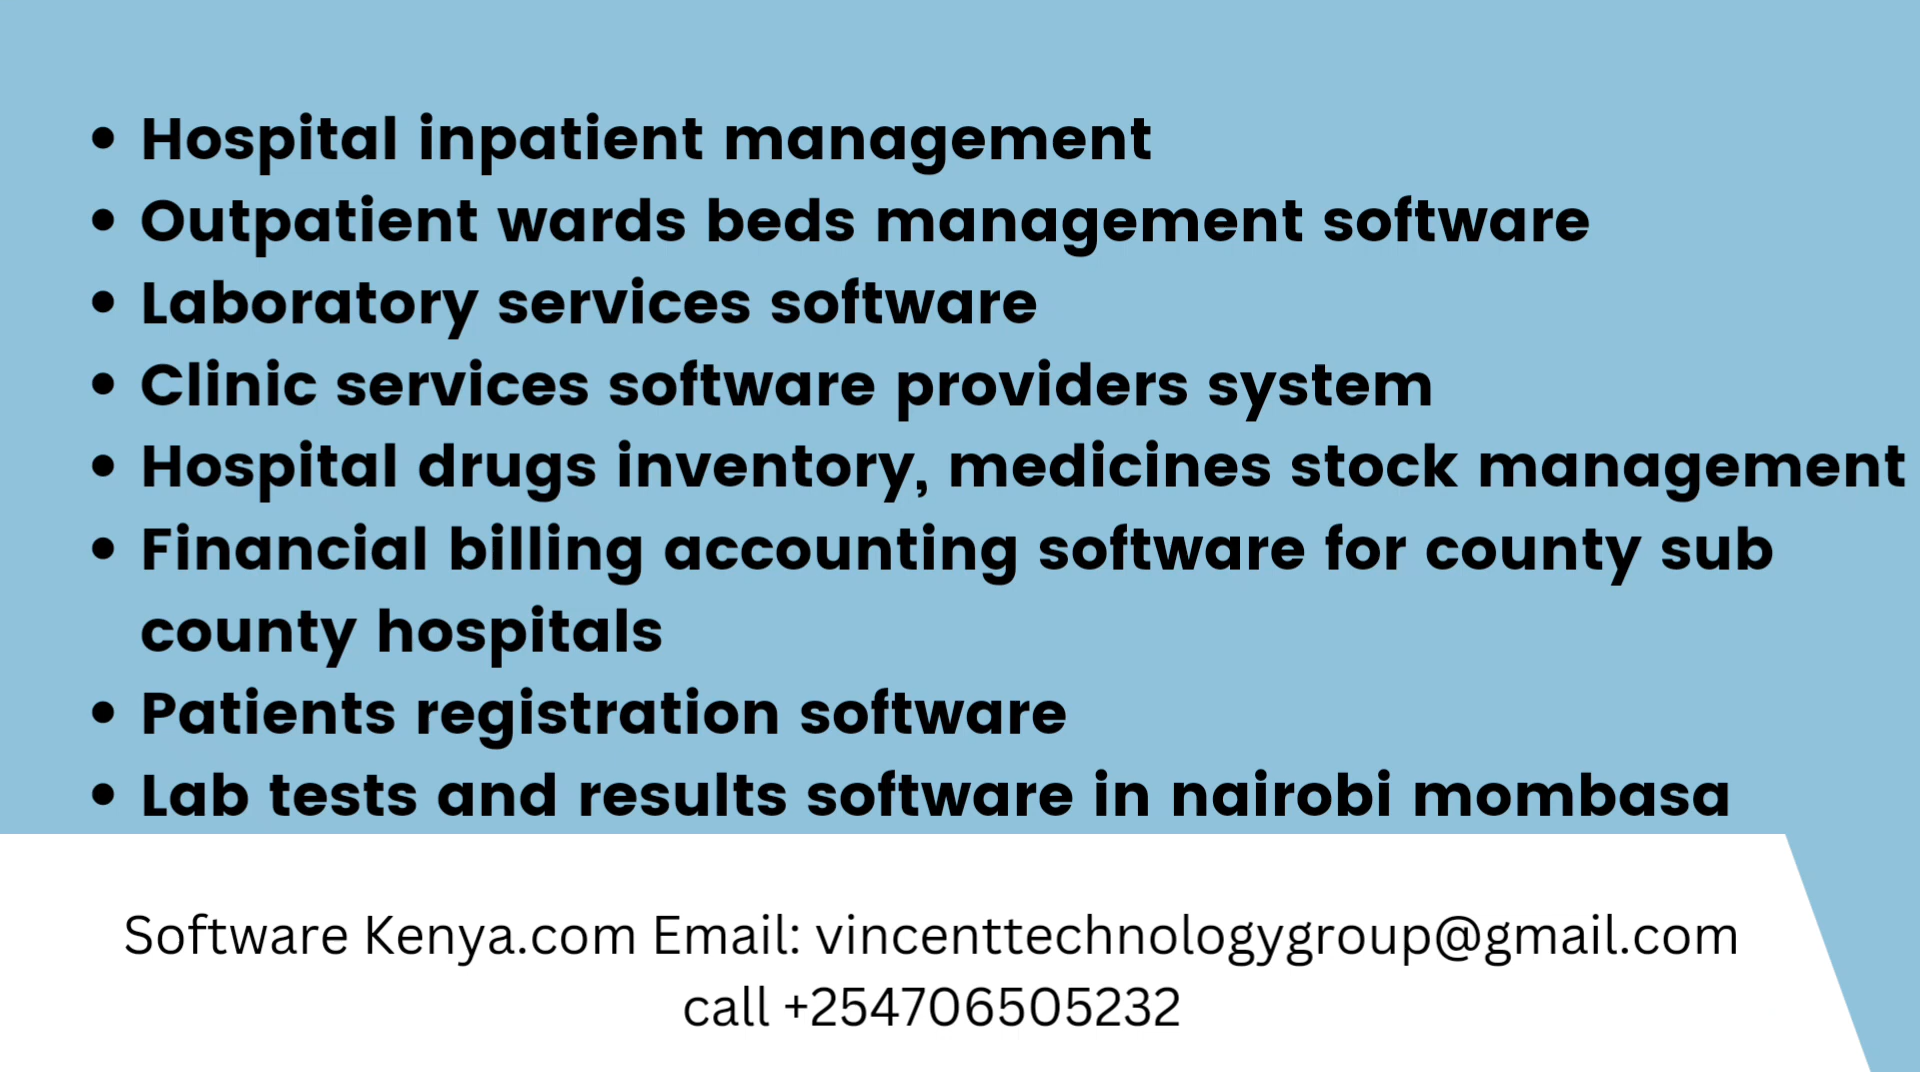 • Hospital inpatient management
• Outpatient wards beds management software
• Laboratory services software
• Clinic services software providers system
• Hospital drugs inventory, medicines stock management
• Financial billing accounting software for county sub
county hospitals
• Patients registration software
• Lab tests and results software in nairobi mombasa
Software Kenya.com Email: vincenttechnologygroup@gmail.com
call +254706505232